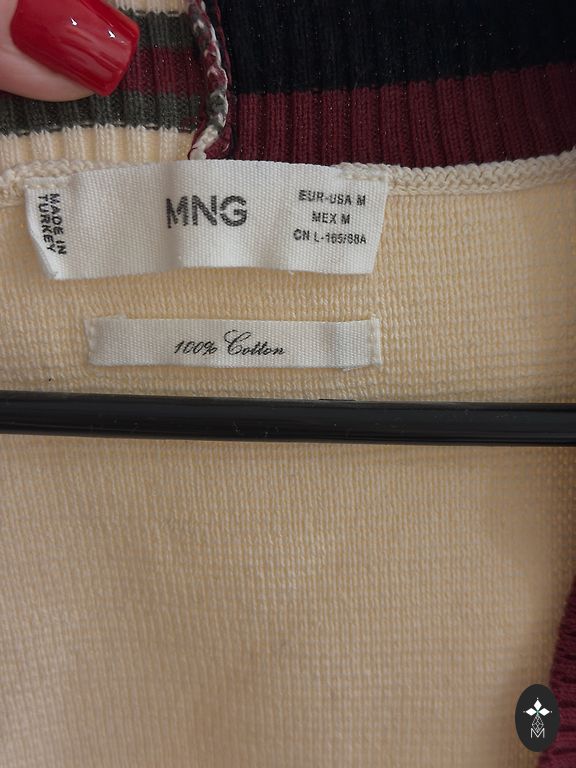 MADE IN
TURKEY
MNG
EUR-USA M
MEX M
CN L-165/88A
100% Cotton
M